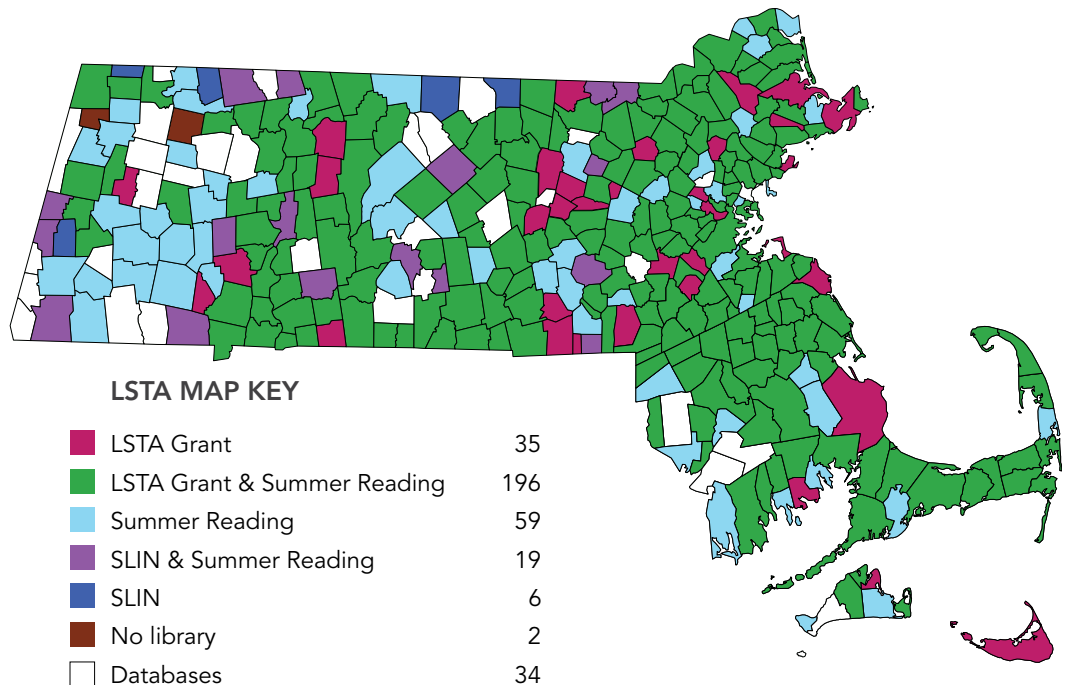 LSTA MAP KEY
LSTA Grant 35
LSTA Grant & Summer Reading 196
Summer Reading 59
SLIN & Summer Reading 19
SLIN 6
No library 2
Databases 34